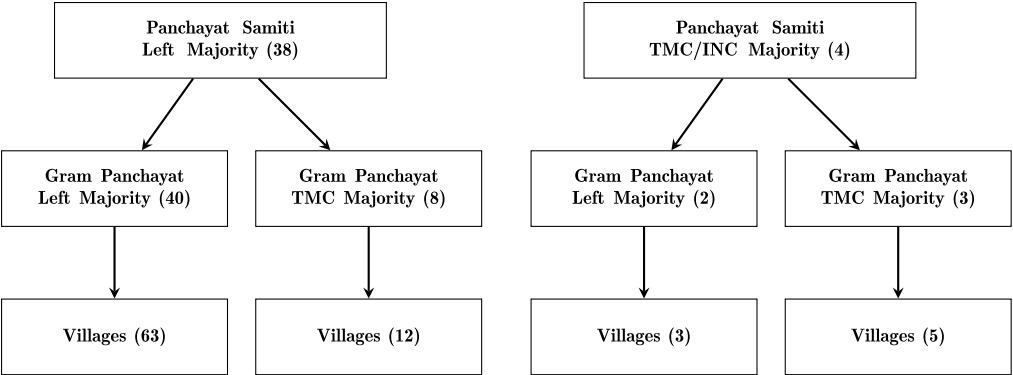 Panchayat Samiti
Left Majority (38)
Panchayat Samiti
TMC/INC Majority (4)
Gram Panchayat
Left Majority (40)
Gram Panchayat
TMC Majority (8)
Gram Panchayat
Left Majority (2)
Gram Panchayat
TMC Majority (3)
Villages (63)
Villages (12)
Villages (3)
Villages (5)